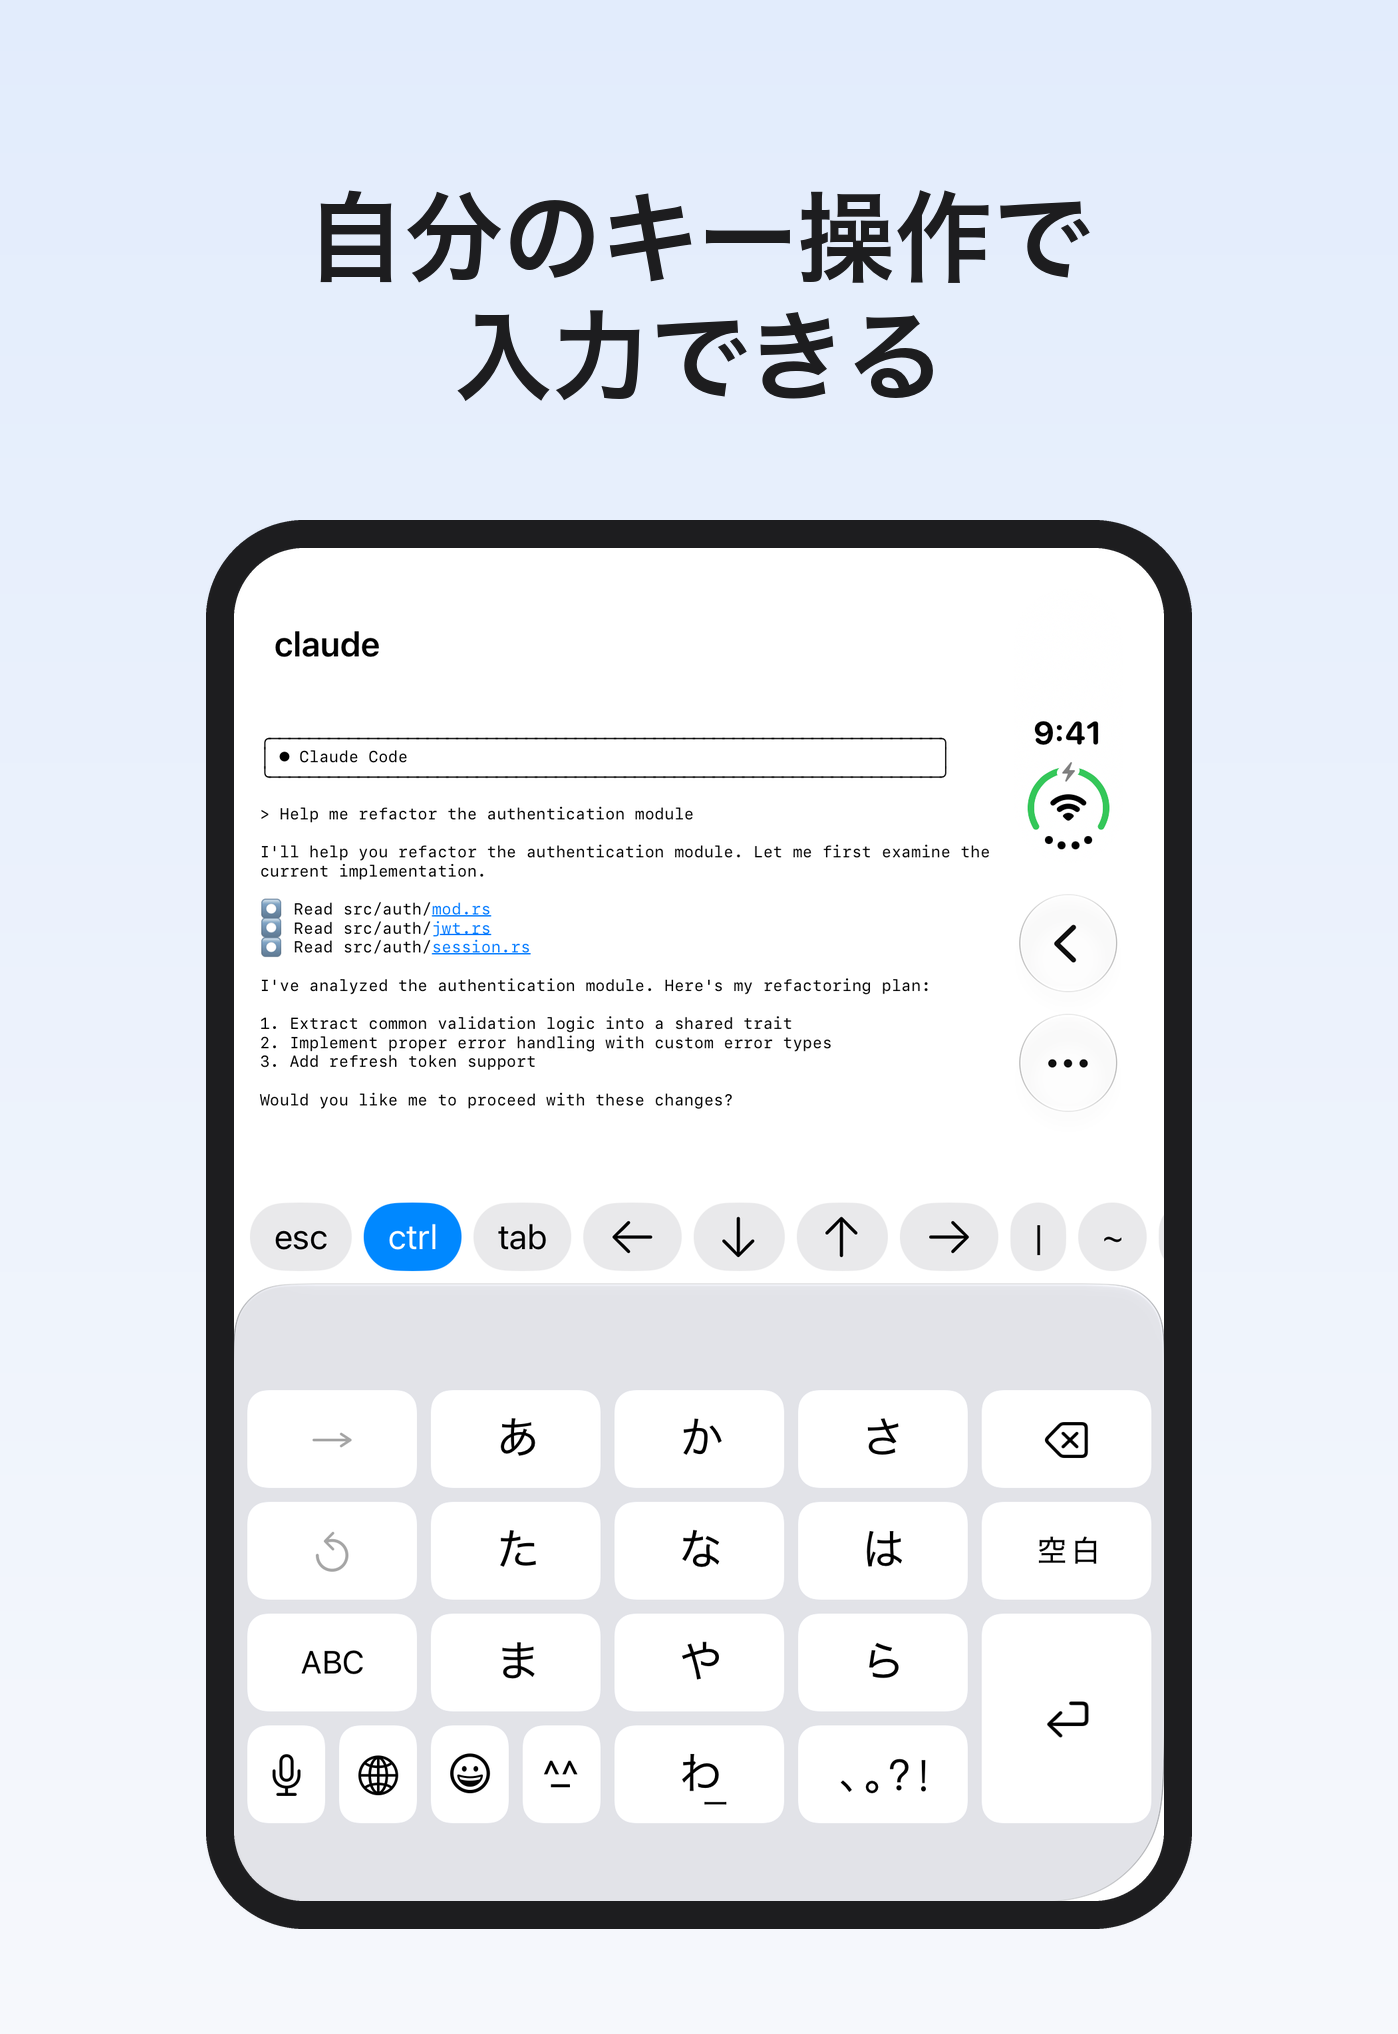 自分のキー操作で
入力できる
claude
9:41
● Claude Code
> Help me refactor the authentication module
I'll help you refactor the authentication module. Let me first examine the
current implementation.
⏺ Read src/auth/mod.rs
⏺ Read src/auth/jwt.rs
⏺ Read src/auth/session.rs
I've analyzed the authentication module. Here's my refactoring plan:
1. Extract common validation logic into a shared trait
2. Implement proper error handling with custom error types
3. Add refresh token support
Would you like me to proceed with these changes?
esc ctrl tab ← ↓ ↑ → | ~
→ あ か さ
た な は 空白
ABC ま や ら
^_^ わ_ 、。?!